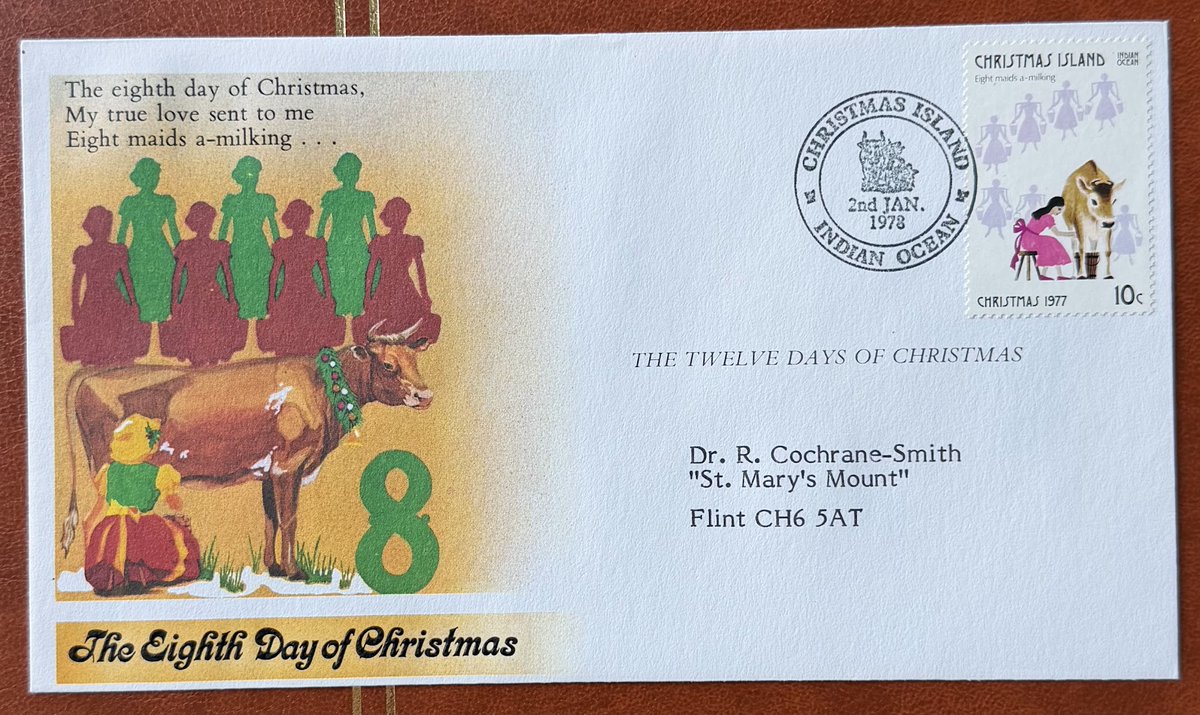 The eighth day of Christmas,
My true love sent to me
Eight maids a-milking . . .
8
The Eighth Day of Christmas
CHRISTMAS ISLAND
2nd JAN.
1978
INDIAN OCEAN
CHRISTMAS ISLAND INDIAN OCEAN
Eight maids a-milking
CHRISTMAS 1977 10c
THE TWELVE DAYS OF CHRISTMAS
Dr. R. Cochrane-Smith
"St. Mary's Mount"
Flint CH6 5AT